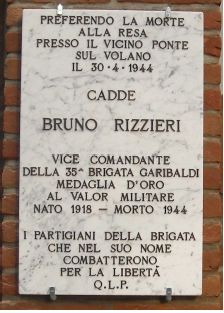 PREFERENDO LA MORTE
ALLA RESA
PRESSO IL VICINO PONTE
SUL VOLANO
IL 30·4·1944
CADDE
BRUNO RIZZIERI
VICE COMANDANTE
DELLA 35ª BRIGATA GARIBALDI
MEDAGLIA D'ORO
AL VALOR MILITARE
NATO 1918 — MORTO 1944
I PARTIGIANI DELLA BRIGATA
CHE NEL SUO NOME
COMBATTERONO
PER LA LIBERTÁ
Q.L.P.